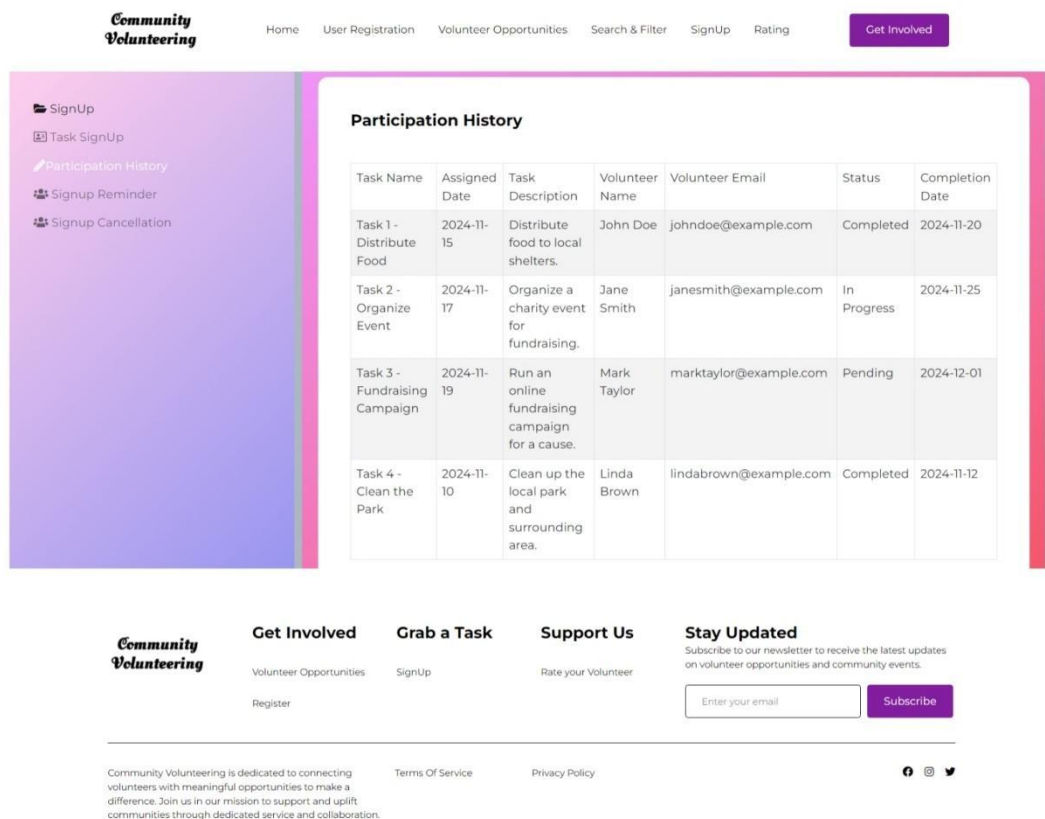 Community
Volunteering
Home User Registration Volunteer Opportunities Search & Filter SignUp Rating Get Involved
SignUp
Task SignUp
Participation History
Signup Reminder
Signup Cancellation
Participation History
Task Name Assigned Date Task Description Volunteer Name Volunteer Email Status Completion Date
Task 1 - Distribute Food 2024-11-15 Distribute food to local shelters. John Doe johndoe@example.com Completed 2024-11-20
Task 2 - Organize Event 2024-11-17 Organize a charity event for fundraising. Jane Smith janesmith@example.com In Progress 2024-11-25
Task 3 - Fundraising Campaign 2024-11-19 Run an online fundraising campaign for a cause. Mark Taylor marktaylor@example.com Pending 2024-12-01
Task 4 - Clean the Park 2024-11-10 Clean up the local park and surrounding area. Linda Brown lindabrown@example.com Completed 2024-11-12
Community
Volunteering
Get Involved
Volunteer Opportunities
Register
Grab a Task
SignUp
Support Us
Rate your Volunteer
Stay Updated
Subscribe to our newsletter to receive the latest updates
on volunteer opportunities and community events.
Enter your email Subscribe
Community Volunteering is dedicated to connecting
volunteers with meaningful opportunities to make a
difference. Join us in our mission to support and uplift
communities through dedicated service and collaboration.
Terms Of Service
Privacy Policy